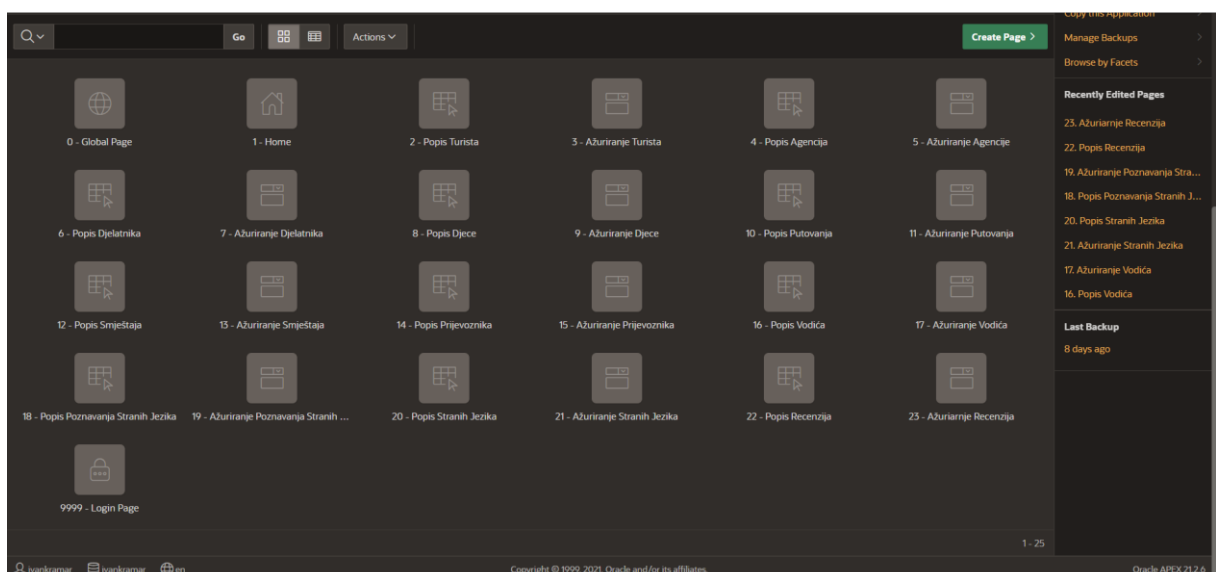 Copy this Application
Go
Actions
Create Page
Manage Backups
Browse by Facets
0 - Global Page
1 - Home
2 - Popis Turista
3 - Ažuriranje Turista
4 - Popis Agencija
5 - Ažuriranje Agencije
6 - Popis Djelatnika
7 - Ažuriranje Djelatnika
8 - Popis Djece
9 - Ažuriranje Djece
10 - Popis Putovanja
11 - Ažuriranje Putovanja
12 - Popis Smještaja
13 - Ažuriranje Smještaja
14 - Popis Prijevoznika
15 - Ažuriranje Prijevoznika
16 - Popis Vodića
17 - Ažuriranje Vodića
18 - Popis Poznavanja Stranih Jezika
19 - Ažuriranje Poznavanja Stranih ...
20 - Popis Stranih Jezika
21 - Ažuriranje Stranih Jezika
22 - Popis Recenzija
23 - Ažuriarnje Recenzija
9999 - Login Page
1 - 25
Recently Edited Pages
23. Ažuriarnje Recenzija
22. Popis Recenzija
19. Ažuriranje Poznavanja Stra...
18. Popis Poznavanja Stranih J...
20. Popis Stranih Jezika
21. Ažuriranje Stranih Jezika
17. Ažuriranje Vodića
16. Popis Vodića
Last Backup
8 days ago
ivankramar
ivankramar
en
Copyright © 1999, 2021, Oracle and/or its affiliates.
Oracle APEX 21.2.6